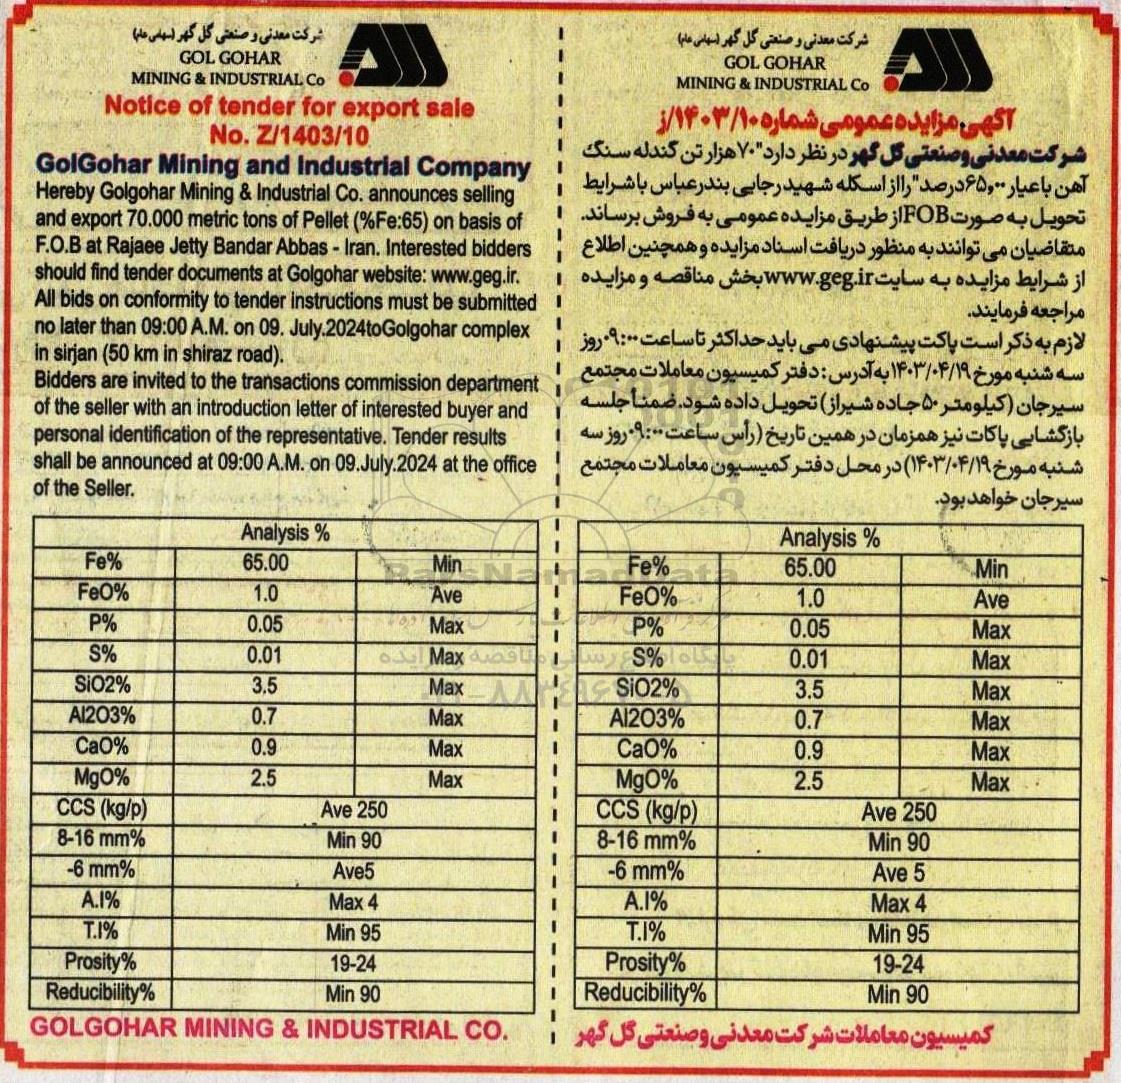 شرکت معدنی و صنعتی گل گهر (سهامی عام)
GOL GOHAR
MINING & INDUSTRIAL Co
Notice of tender for export sale
No. Z/1403/10
GolGohar Mining and Industrial Company
Hereby Golgohar Mining & Industrial Co. announces selling
and export 70.000 metric tons of Pellet (%Fe:65) on basis of
F.O.B at Rajaee Jetty Bandar Abbas - Iran. Interested bidders
should find tender documents at Golgohar website: www.geg.ir.
All bids on conformity to tender instructions must be submitted
no later than 09:00 A.M. on 09. July.2024toGolgohar complex
in sirjan (50 km in shiraz road).
Bidders are invited to the transactions commission department
of the seller with an introduction letter of interested buyer and
personal identification of the representative. Tender results
shall be announced at 09:00 A.M. on 09.July.2024 at the office
of the Seller.
Analysis %
Fe% 65.00 Min
FeO% 1.0 Ave
P% 0.05 Max
S% 0.01 Max
SiO2% 3.5 Max
Al2O3% 0.7 Max
CaO% 0.9 Max
MgO% 2.5 Max
CCS (kg/p) Ave 250
8-16 mm% Min 90
-6 mm% Ave5
A.I% Max 4
T.I% Min 95
Prosity% 19-24
Reducibility% Min 90
GOLGOHAR MINING & INDUSTRIAL CO.
شرکت معدنی و صنعتی گل گهر (سهامی عام)
GOL GOHAR
MINING & INDUSTRIAL Co
آگهی مزایده عمومی شماره ۱۴۰۳/۱۰/ز
شرکت معدنی و صنعتی گل گهر در نظر دارد "۷۰ هزار تن گندله سنگ
آهن با عیار ۶۵٫۰۰ درصد" را از اسکله شهید رجایی بندرعباس با شرایط
تحویل به صورت FOB از طریق مزایده عمومی به فروش برساند.
متقاضیان می توانند به منظور دریافت اسناد مزایده و همچنین اطلاع
از شرایط مزایده به سایت www.geg.ir بخش مناقصه و مزایده
مراجعه فرمایند.
لازم به ذکر است پاکت پیشنهادی می باید حداکثر تا ساعت ۰۹:۰۰ روز
سه شنبه مورخ ۱۴۰۳/۰۴/۱۹ به آدرس: دفتر کمیسیون معاملات مجتمع
سیرجان (کیلومتر ۵۰ جاده شیراز) تحویل داده شود. ضمناً جلسه
بازگشایی پاکات نیز همزمان در همین تاریخ (رأس ساعت ۰۹:۰۰ روز سه
شنبه مورخ ۱۴۰۳/۰۴/۱۹) در محل دفتر کمیسیون معاملات مجتمع
سیرجان خواهد بود.
Analysis %
Fe% 65.00 Min
FeO% 1.0 Ave
P% 0.05 Max
S% 0.01 Max
SiO2% 3.5 Max
Al2O3% 0.7 Max
CaO% 0.9 Max
MgO% 2.5 Max
CCS (kg/p) Ave 250
8-16 mm% Min 90
-6 mm% Ave 5
A.I% Max 4
T.I% Min 95
Prosity% 19-24
Reducibility% Min 90
کمیسیون معاملات شرکت معدنی و صنعتی گل گهر
ParsNamadData